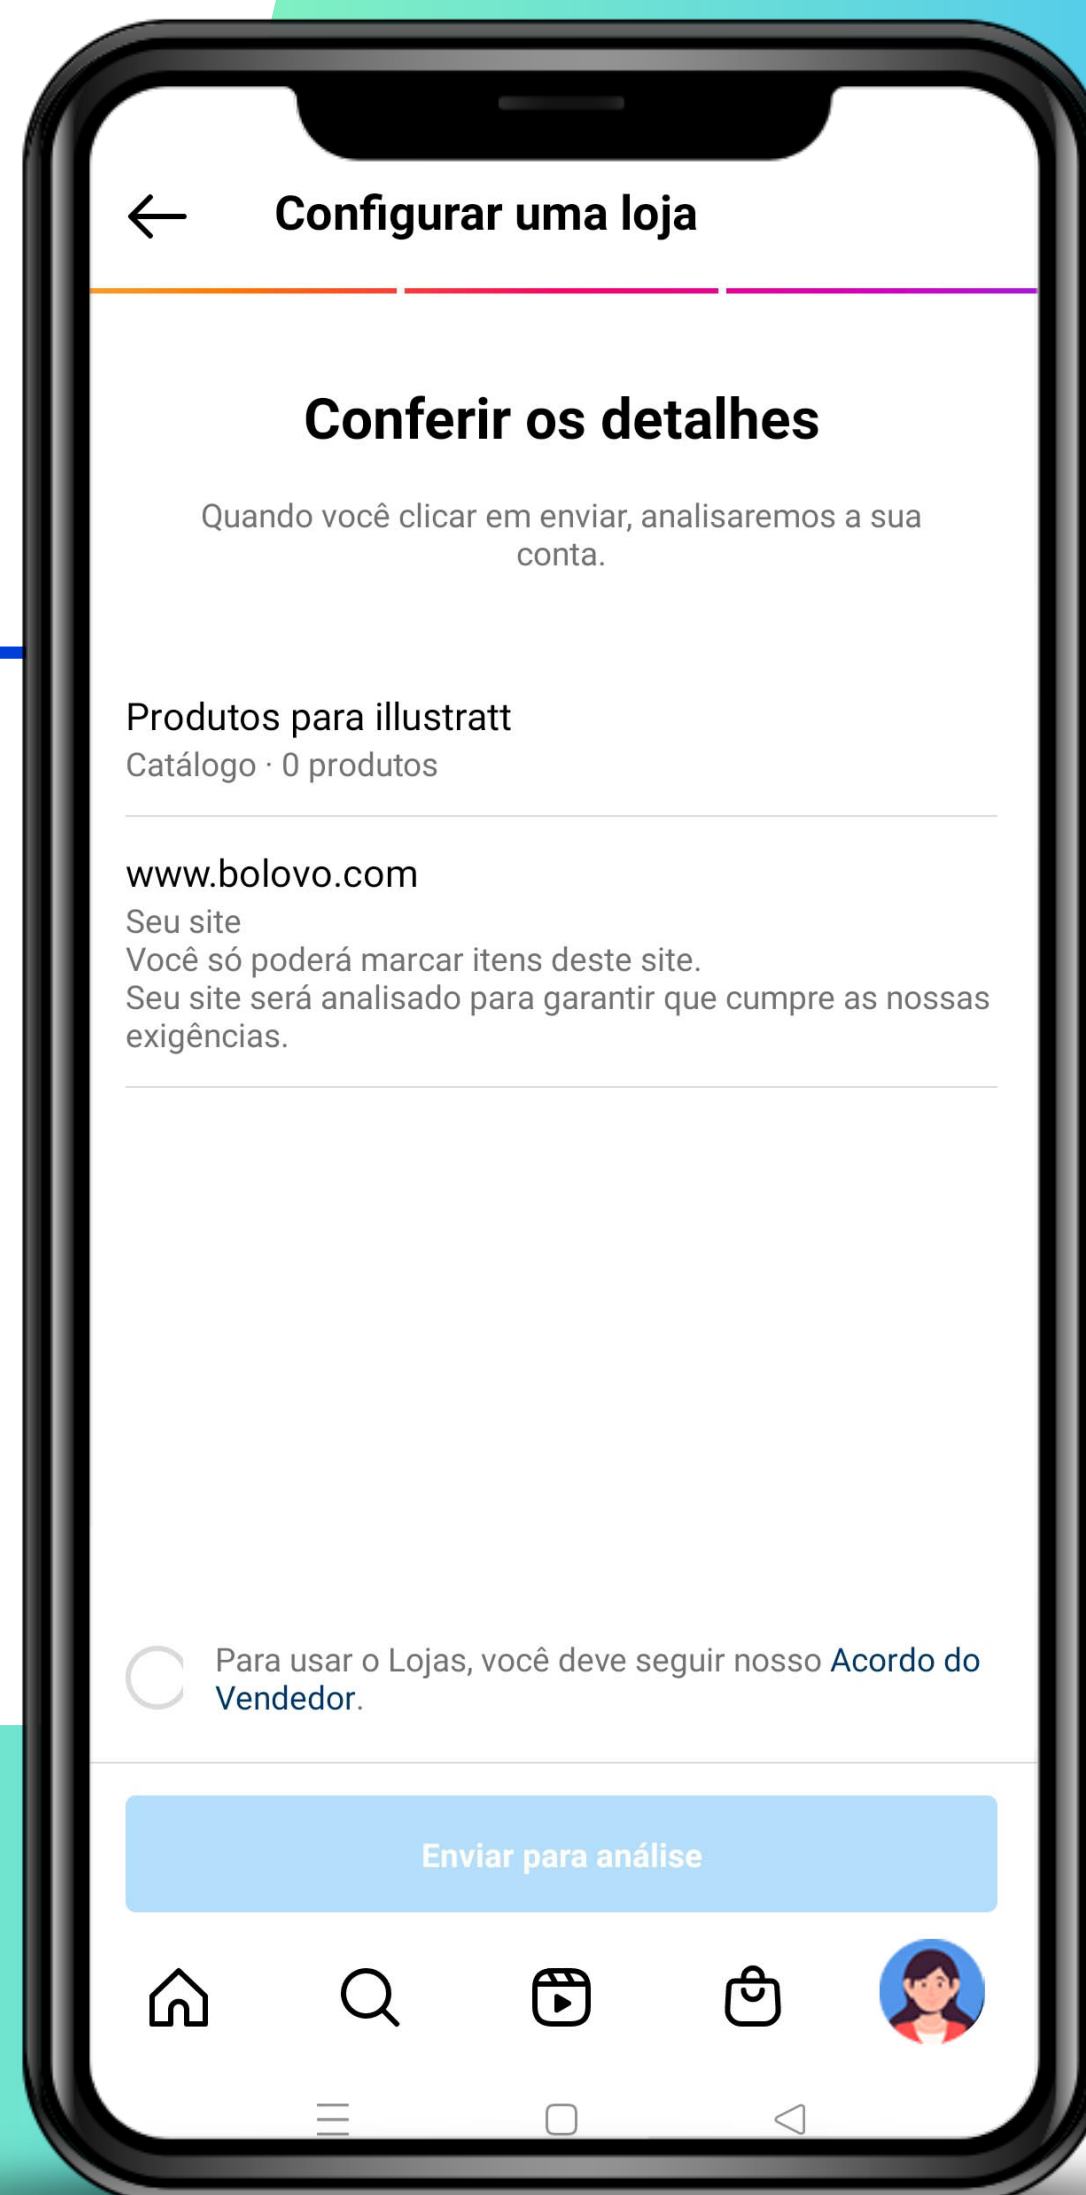 Configurar uma loja
Conferir os detalhes
Quando você clicar em enviar, analisaremos a sua
conta.
Produtos para illustratt
Catálogo · 0 produtos
www.bolovo.com
Seu site
Você só poderá marcar itens deste site.
Seu site será analisado para garantir que cumpre as nossas
exigências.
Para usar o Lojas, você deve seguir nosso Acordo do
Vendedor.
Enviar para análise